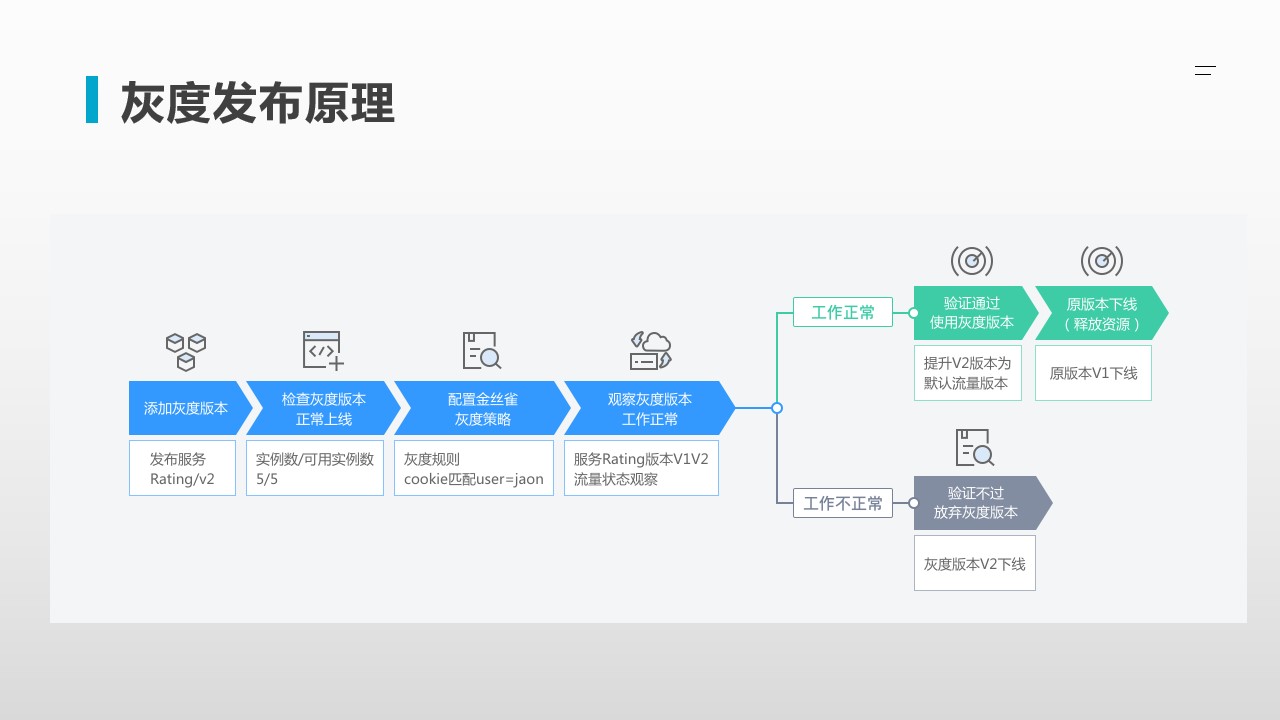 灰度发布原理
添加灰度版本
发布服务
Rating/v2
检查灰度版本
正常上线
实例数/可用实例数
5/5
配置金丝雀
灰度策略
灰度规则
cookie匹配user=jaon
观察灰度版本
工作正常
服务Rating版本V1V2
流量状态观察
工作正常
验证通过
使用灰度版本
提升V2版本为
默认流量版本
原版本下线
（释放资源）
原版本V1下线
工作不正常
验证不过
放弃灰度版本
灰度版本V2下线